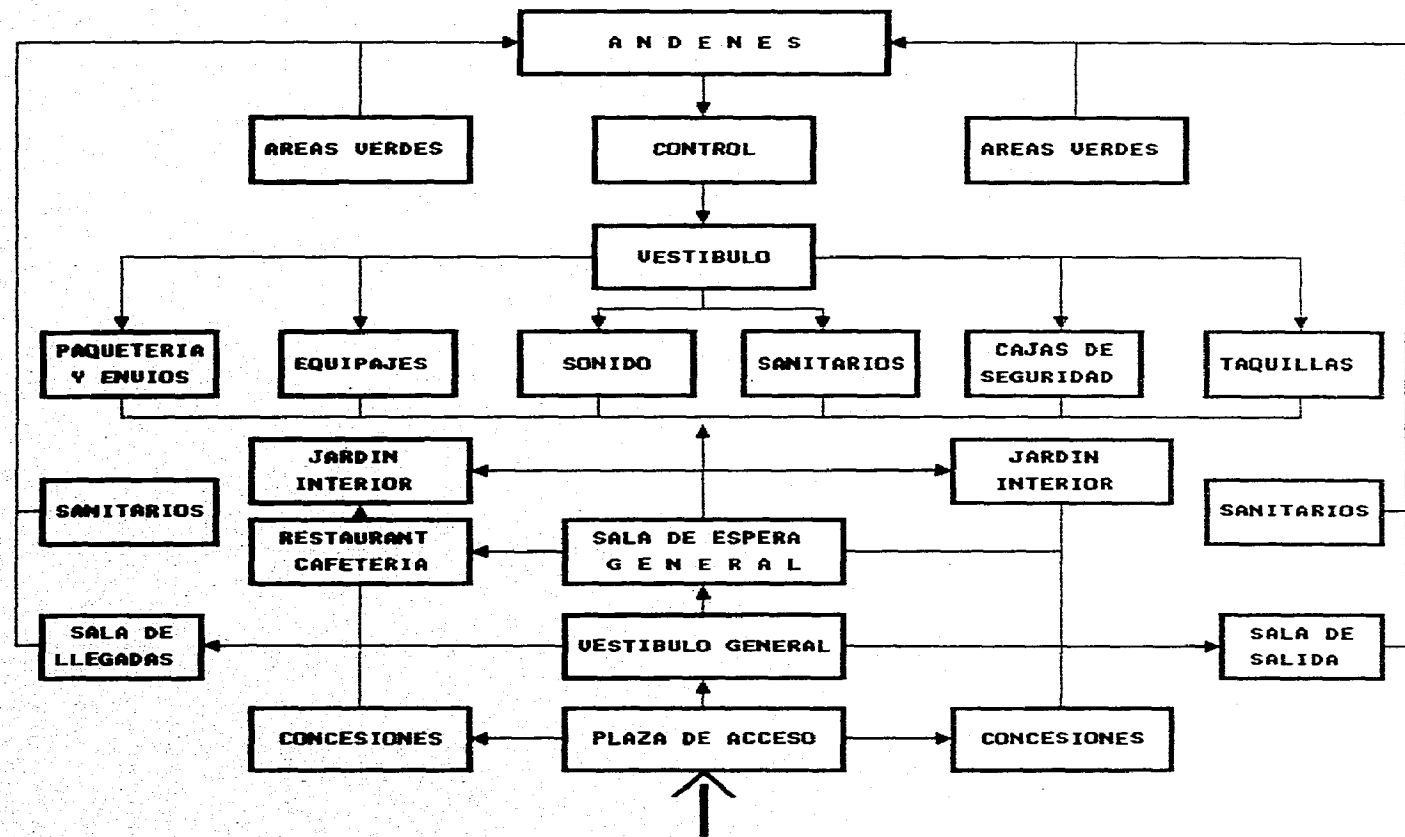 A N D E N E S
AREAS VERDES
CONTROL
AREAS VERDES
VESTIBULO
PAQUETERIA
Y ENVIOS
EQUIPAJES
SONIDO
SANITARIOS
CAJAS DE
SEGURIDAD
TAQUILLAS
JARDIN
INTERIOR
JARDIN
INTERIOR
SANITARIOS
SANITARIOS
RESTAURANT
CAFETERIA
SALA DE ESPERA
G E N E R A L
SALA DE
LLEGADAS
VESTIBULO GENERAL
SALA DE
SALIDA
CONCESIONES
PLAZA DE ACCESO
CONCESIONES